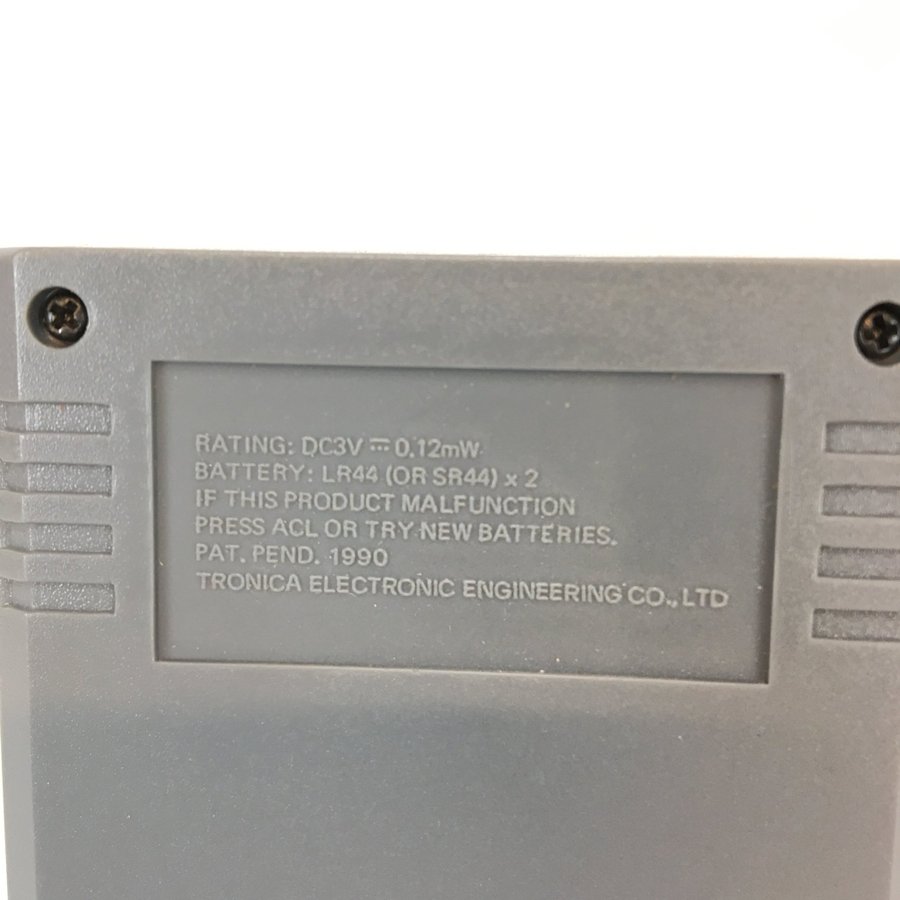 RATING: DC3V ⎓ 0.12mW
BATTERY: LR44 (OR SR44) x 2
IF THIS PRODUCT MALFUNCTION
PRESS ACL OR TRY NEW BATTERIES.
PAT. PEND. 1990
TRONICA ELECTRONIC ENGINEERING CO., LTD